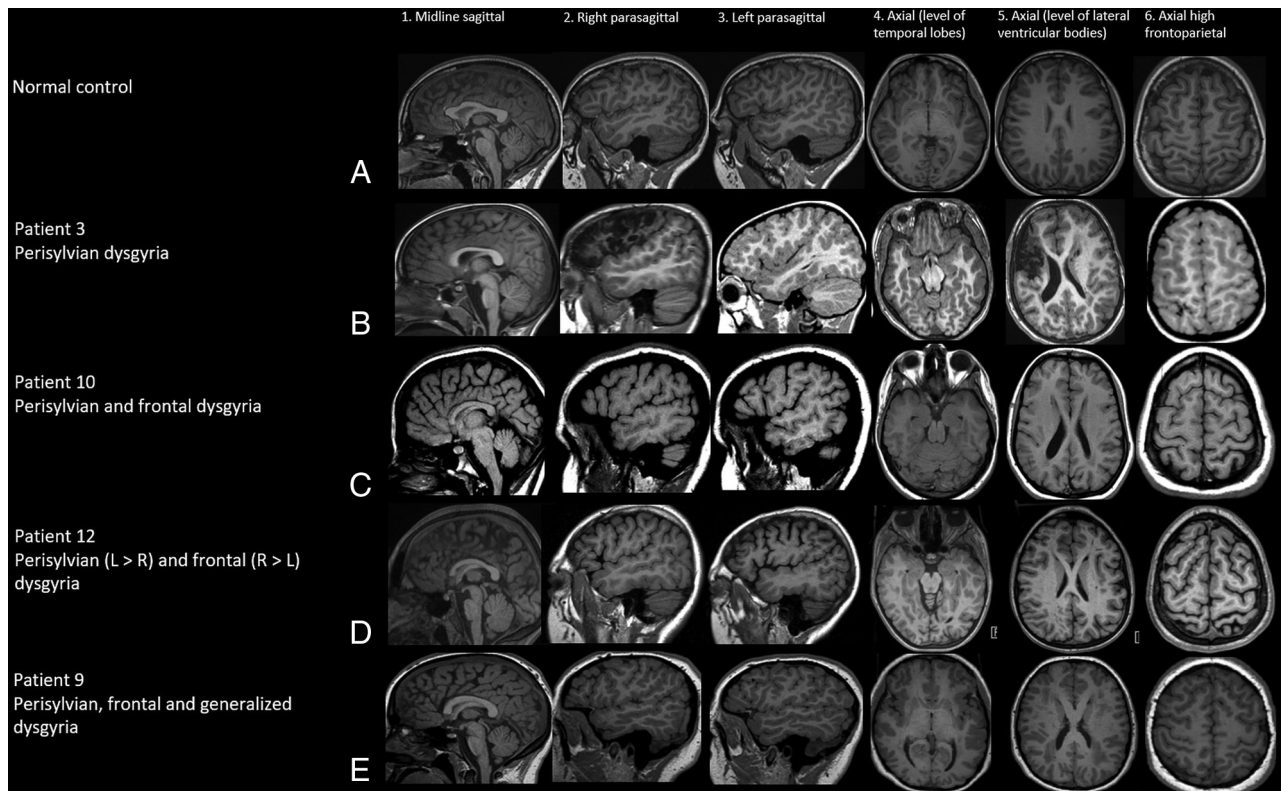 1. Midline sagittal
2. Right parasagittal
3. Left parasagittal
4. Axial (level of
temporal lobes)
5. Axial (level of lateral
ventricular bodies)
6. Axial high
frontoparietal
Normal control
A
Patient 3
Perisylvian dysgyria
B
Patient 10
Perisylvian and frontal dysgyria
C
Patient 12
Perisylvian (L > R) and frontal (R > L)
dysgyria
D
Patient 9
Perisylvian, frontal and generalized
dysgyria
E